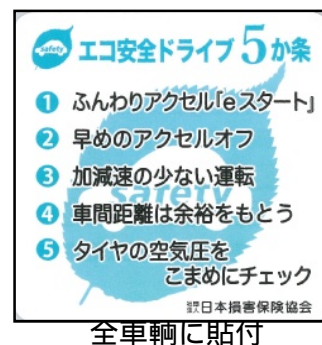 safety
エコ安全ドライブ5か条
1 ふんわりアクセル「eスタート」
2 早めのアクセルオフ
3 加減速の少ない運転
4 車間距離は余裕をもとう
5 タイヤの空気圧を
こまめにチェック
safety
社団法人日本損害保険協会
全車輌に貼付